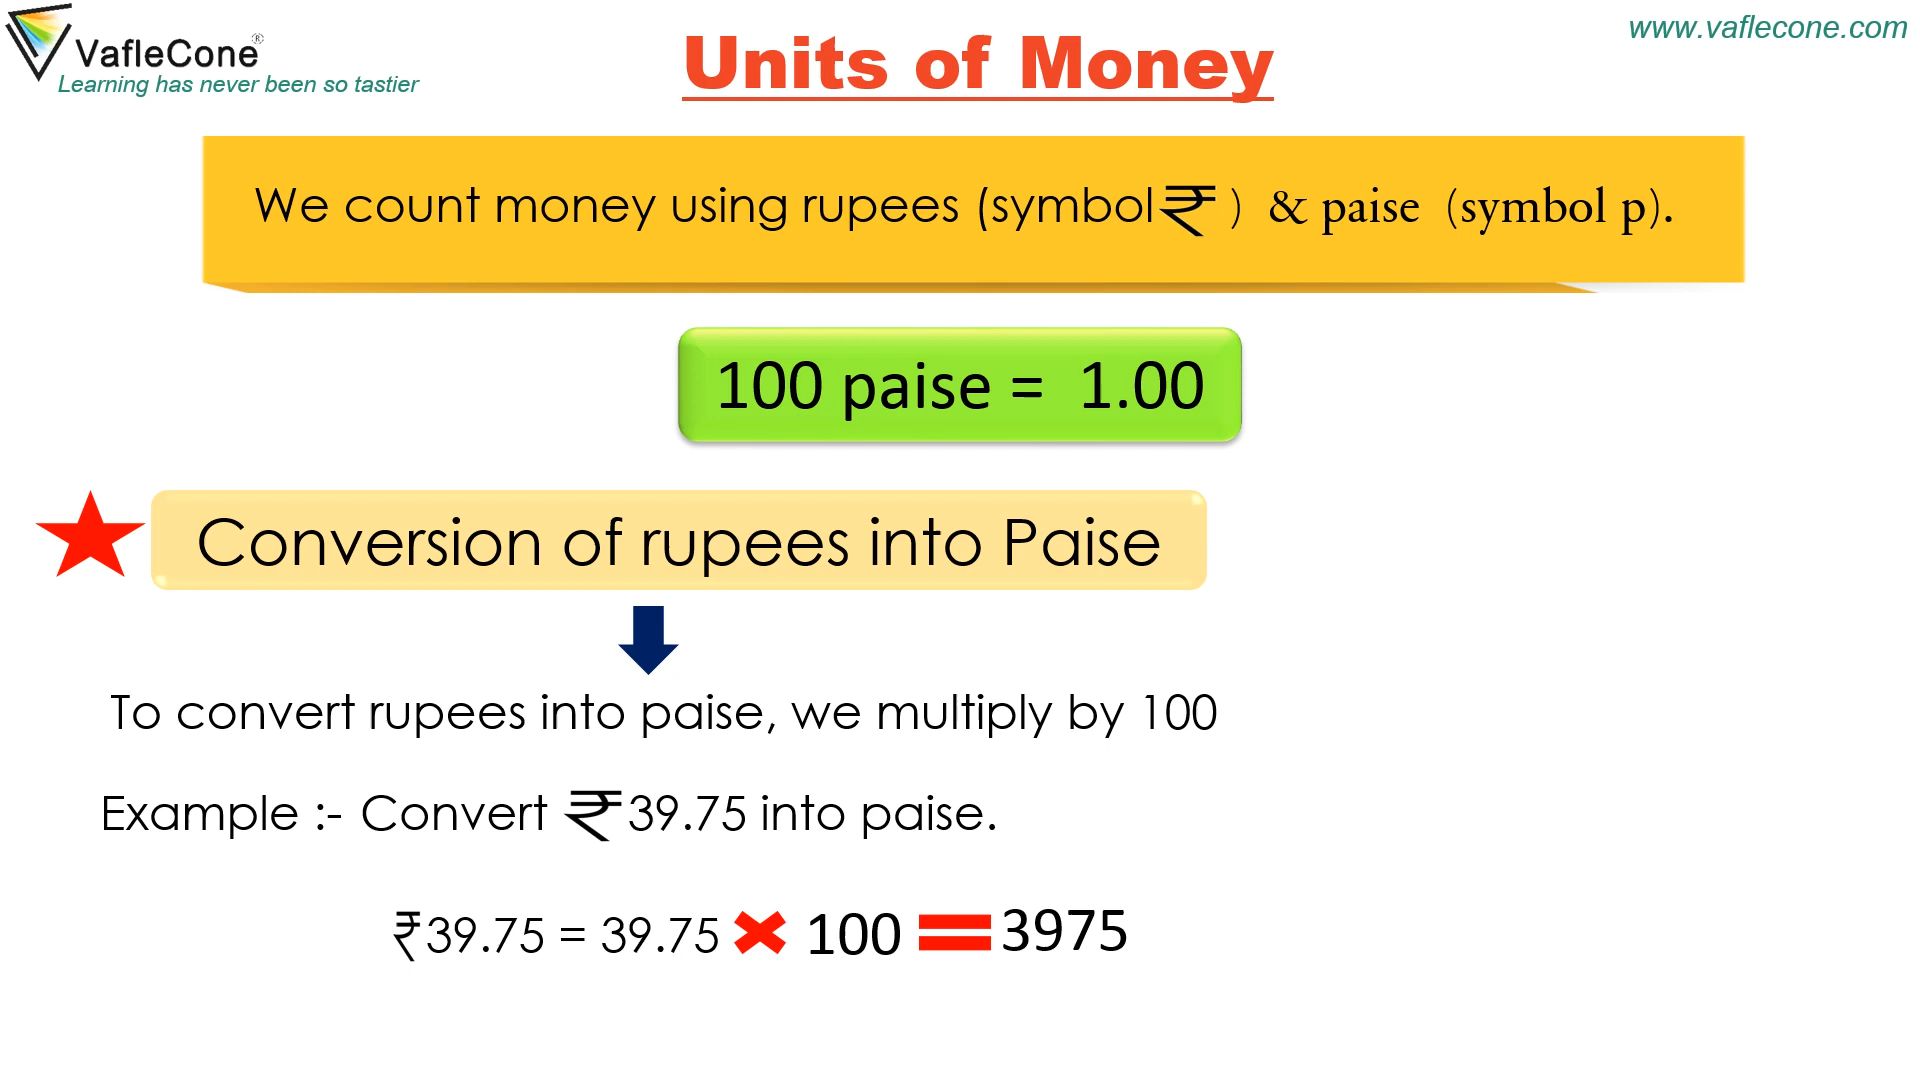 VafleCone®
Learning has never been so tastier
www.vaflecone.com
Units of Money
We count money using rupees (symbol ₹ ) & paise (symbol p).
100 paise = 1.00
Conversion of rupees into Paise
To convert rupees into paise, we multiply by 100
Example :- Convert ₹39.75 into paise.
₹39.75 = 39.75 ✖ 100 = 3975